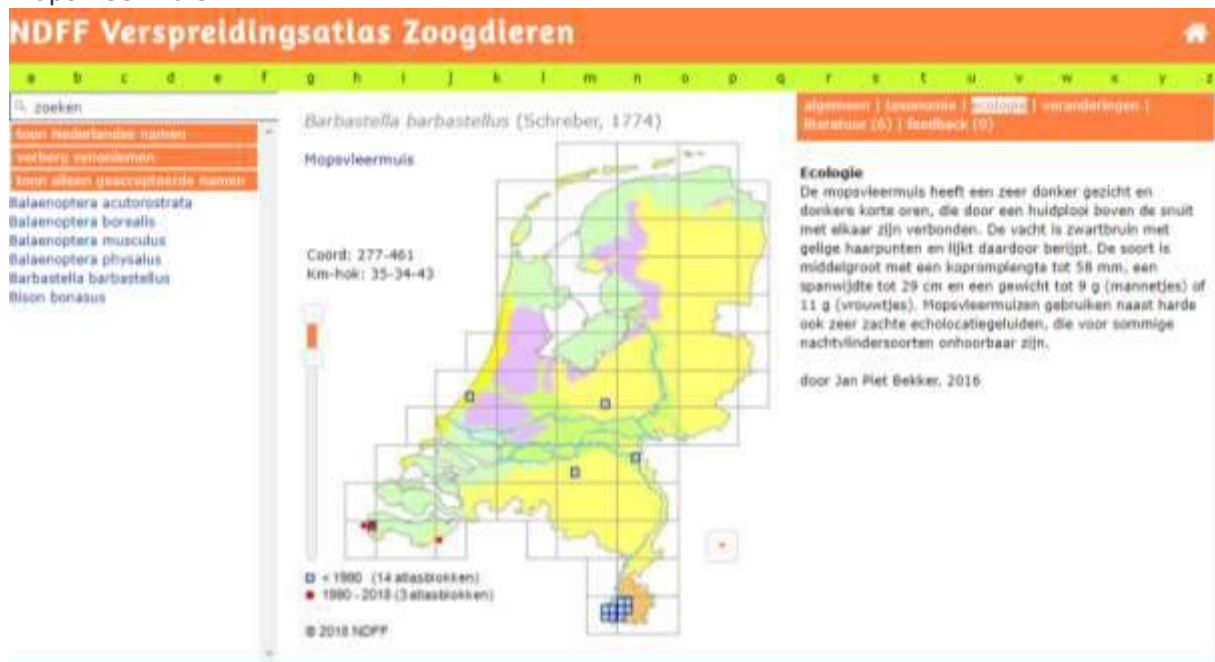 NDFF Verspreidingsatlas Zoogdieren
a b c d e f g h i j k l m n o p q r s t u v w x y z
zoeken
toon Nederlandse namen
verberg synoniemen
toon alleen geaccepteerde namen
Balaenoptera acutorostrata
Balaenoptera borealis
Balaenoptera musculus
Balaenoptera physalus
Barbastella barbastellus
Bison bonasus
Barbastella barbastellus (Schreber, 1774)
Mopsvleermuis
Coord: 277-461
Km-hok: 35-34-43
< 1980 (14 atlasblokken)
1980 - 2018 (3 atlasblokken)
© 2018 NDFF
algemeen | taxonomie | ecologie | veranderingen |
literatuur (6) | feedback (0)
Ecologie
De mopsvleermuis heeft een zeer donker gezicht en
donkere korte oren, die door een huidplooi boven de snuit
met elkaar zijn verbonden. De vacht is zwartbruin met
gelige haarpunten en lijkt daardoor berijpt. De soort is
middelgroot met een kopromplengte tot 58 mm, een
spanwijdte tot 29 cm en een gewicht tot 9 g (mannetjes) of
11 g (vrouwtjes). Mopsvleermuizen gebruiken naast harde
ook zeer zachte echolocatiegeluiden, die voor sommige
nachtvlindersoorten onhoorbaar zijn.
door Jan Piet Bekker, 2016